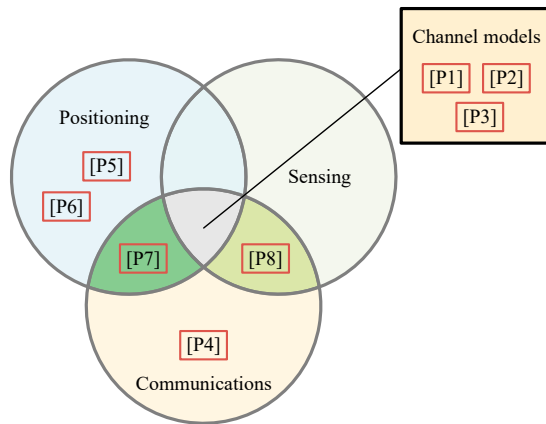 Channel models
[P1] [P2]
[P3]
Positioning
[P5]
Sensing
[P6]
[P7] [P8]
[P4]
Communications